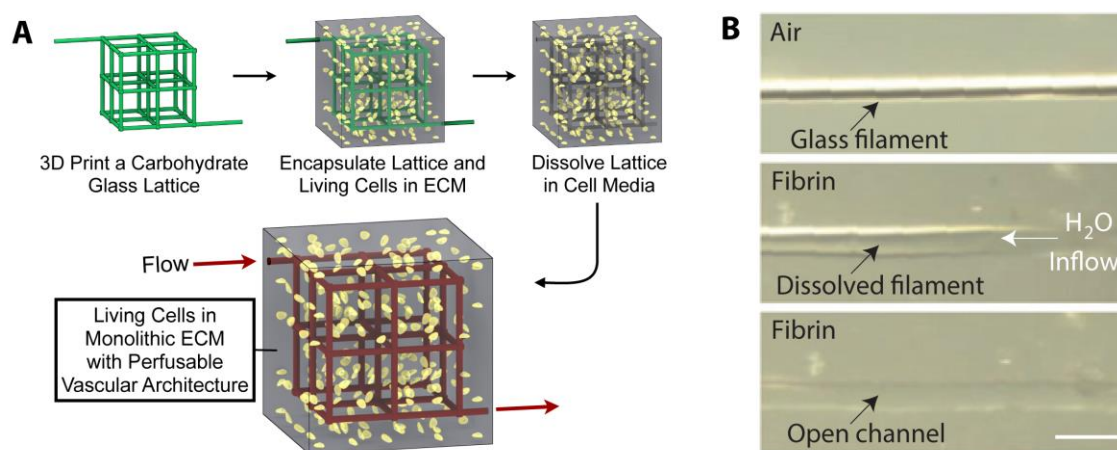 A
3D Print a Carbohydrate
Glass Lattice
Encapsulate Lattice and
Living Cells in ECM
Dissolve Lattice
in Cell Media
Flow
Living Cells in
Monolithic ECM
with Perfusable
Vascular Architecture
B
Air
Glass filament
Fibrin
H₂O
Inflow
Dissolved filament
Fibrin
Open channel